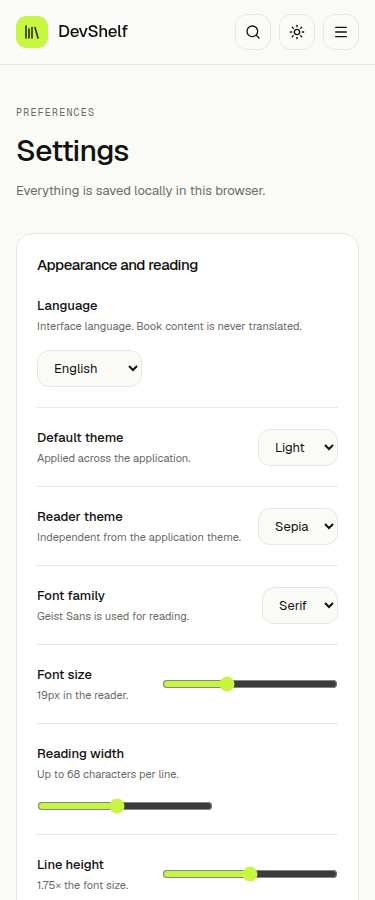 DevShelf
PREFERENCES
Settings
Everything is saved locally in this browser.
Appearance and reading
Language
Interface language. Book content is never translated.
English
Default theme
Applied across the application.
Light
Reader theme
Independent from the application theme.
Sepia
Font family
Geist Sans is used for reading.
Serif
Font size
19px in the reader.
Reading width
Up to 68 characters per line.
Line height
1.75× the font size.